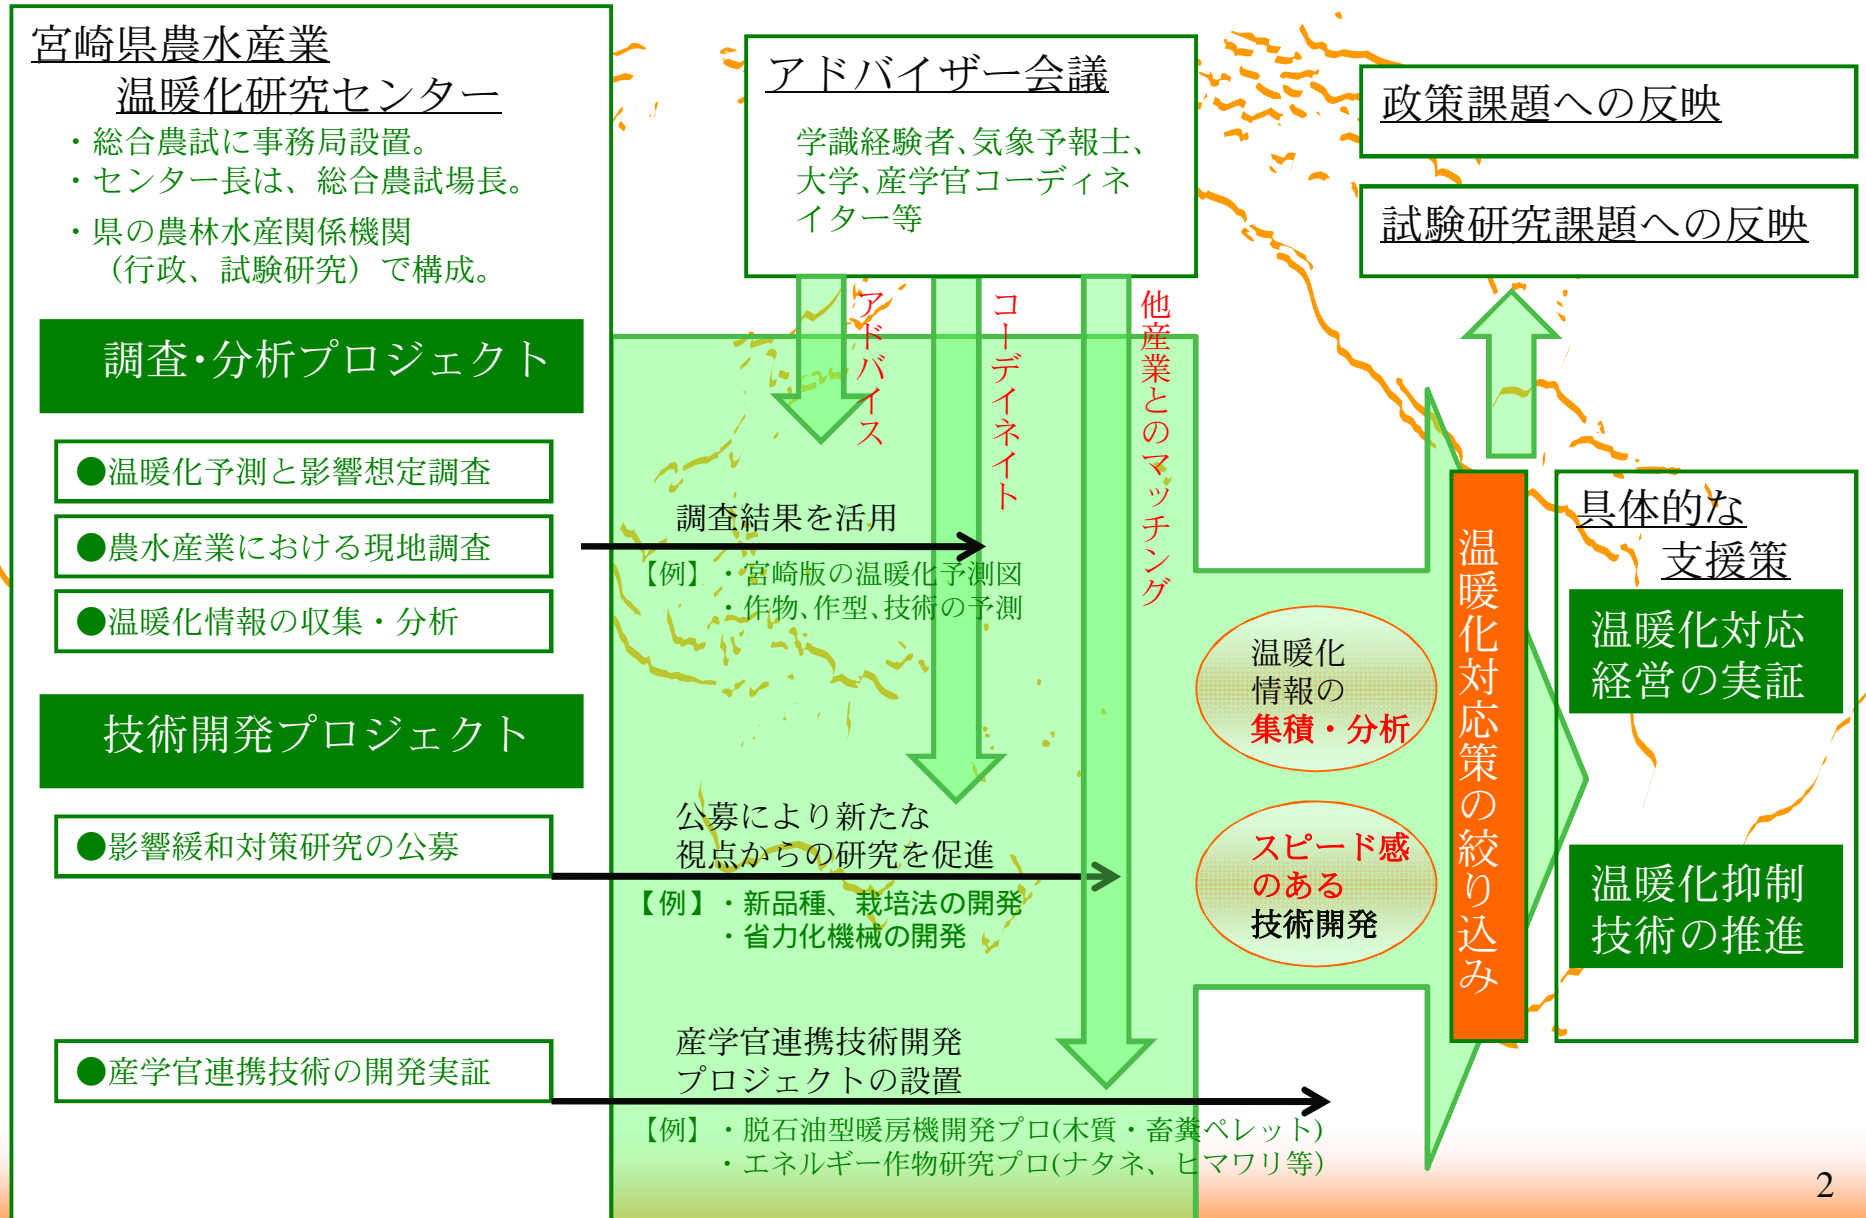 宮崎県農水産業
温暖化研究センター
・総合農試に事務局設置。
・センター長は、総合農試場長。
・県の農林水産関係機関
（行政、試験研究）で構成。
調査・分析プロジェクト
●温暖化予測と影響想定調査
●農水産業における現地調査
●温暖化情報の収集・分析
技術開発プロジェクト
●影響緩和対策研究の公募
●産学官連携技術の開発実証
アドバイザー会議
学識経験者、気象予報士、
大学、産学官コーディネ
イター等
アドバイス
コーデイネイト
他産業とのマッチング
調査結果を活用
【例】・宮崎版の温暖化予測図
・作物、作型、技術の予測
公募により新たな
視点からの研究を促進
【例】・新品種、栽培法の開発
・省力化機械の開発
産学官連携技術開発
プロジェクトの設置
【例】・脱石油型暖房機開発プロ(木質・畜糞ペレット)
・エネルギー作物研究プロ(ナタネ、ヒマワリ等)
温暖化
情報の
集積・分析
スピード感
のある
技術開発
温暖化対応策の絞り込み
政策課題への反映
試験研究課題への反映
具体的な
支援策
温暖化対応
経営の実証
温暖化抑制
技術の推進
2